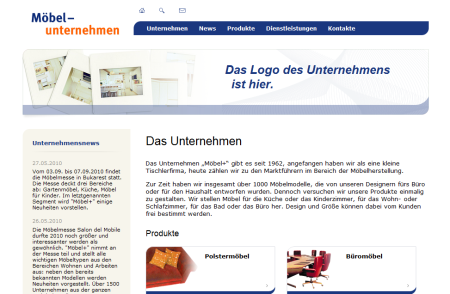 Möbel-
unternehmen
Unternehmen News Produkte Dienstleistungen Kontakte
Das Logo des Unternehmens
ist hier.
Unternehmensnews
27.05.2010
Vom 03.09. bis 07.09.2010 findet
die Möbelmesse in Bukarest statt.
Die Messe deckt drei Bereiche
ab: Gartenmöbel, Küche, Möbel
für Kinder. Im letztgenannten
Segment wird "Möbel+" einige
Neuheiten vorstellen.
26.05.2010
Die Möbelmesse Salon del Mobile
durfte 2010 noch größer und
interessanter werden als
gewöhnlich. "Möbel+" nimmt an
der Messe teil und stellt alle
wichtigen Möbeltypen aus den
Bereichen Wohnen und Arbeiten
aus: neben den bereits
bekannten Modellen werden
Neuheiten vorgestellt. Über 1500
Unternehmen aus der ganzen
Das Unternehmen
Das Unternehmen „Möbel+“ gibt es seit 1962, angefangen haben wir als eine kleine
Tischlerfirma, heute zählen wir zu den Marktführern im Bereich der Möbelherstellung.
Zur Zeit haben wir insgesamt über 1000 Möbelmodelle, die von unseren Designern fürs Büro
oder für den Haushalt entworfen wurden. Dennoch versuchen wir unsere Produkte einmalig
zu gestalten. Wir stellen Möbel für die Küche oder das Kinderzimmer, für das Wohn- oder
Schlafzimmer, für das Bad oder das Büro her. Design und Größe können dabei vom Kunden
frei bestimmt werden.
Produkte
Polstermöbel
Büromöbel